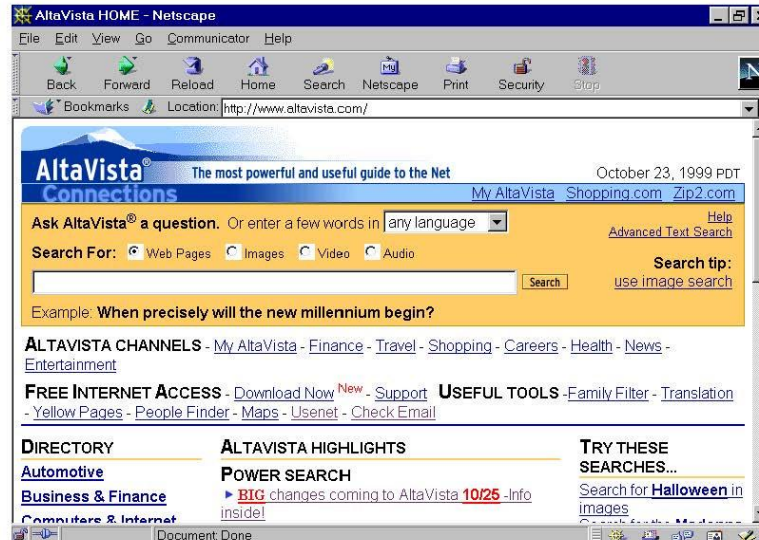 AltaVista HOME - Netscape
File Edit View Go Communicator Help
Back Forward Reload Home Search Netscape Print Security Stop
Bookmarks Location: http://www.altavista.com/
AltaVista® The most powerful and useful guide to the Net October 23, 1999 PDT
Connections My AltaVista Shopping.com Zip2.com
Ask AltaVista® a question. Or enter a few words in any language Help
Advanced Text Search
Search For: Web Pages Images Video Audio
Search tip:
Search use image search
Example: When precisely will the new millennium begin?
ALTAVISTA CHANNELS - My AltaVista - Finance - Travel - Shopping - Careers - Health - News -
Entertainment
FREE INTERNET ACCESS - Download Now New - Support USEFUL TOOLS -Family Filter - Translation
- Yellow Pages - People Finder - Maps - Usenet - Check Email
DIRECTORY
Automotive
Business & Finance
Computers & Internet
ALTAVISTA HIGHLIGHTS
POWER SEARCH
BIG changes coming to AltaVista 10/25 -Info
inside!
TRY THESE
SEARCHES...
Search for Halloween in
images
Document: Done